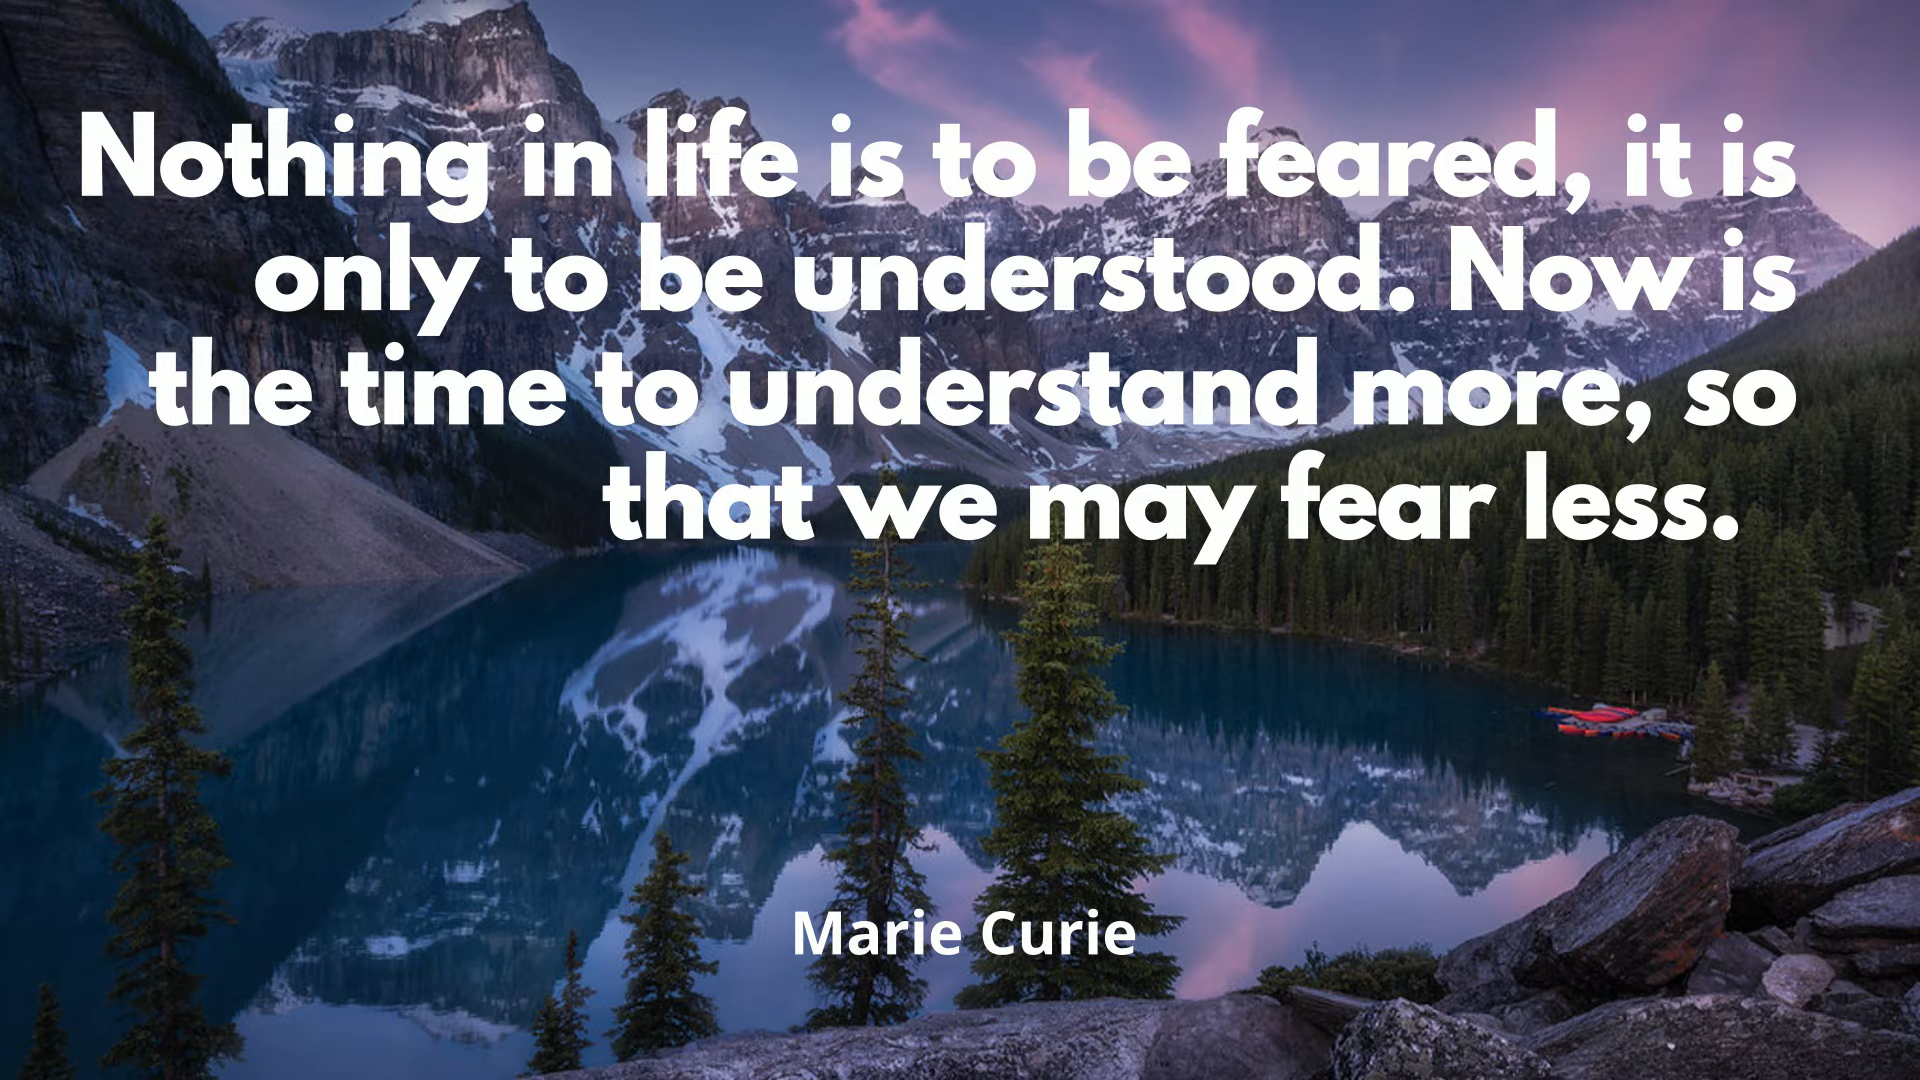 Nothing in life is to be feared, it is
only to be understood. Now is
the time to understand more, so
that we may fear less.
Marie Curie